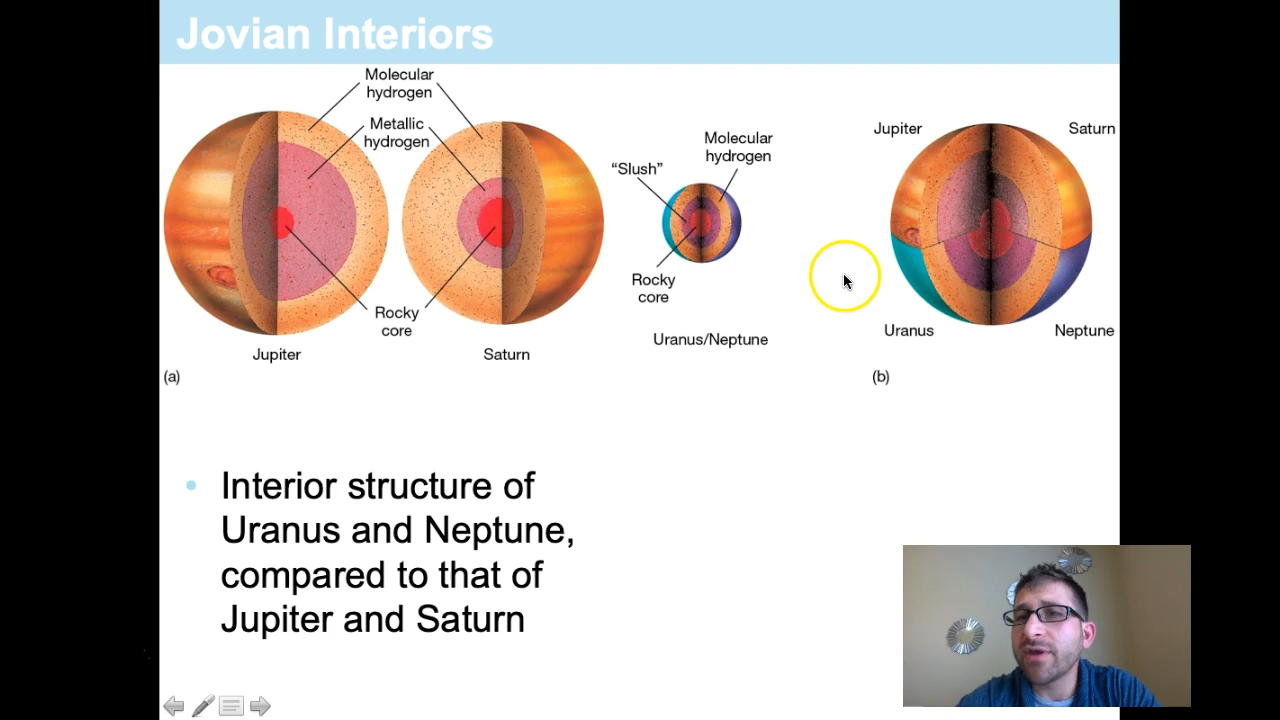 Jovian Interiors
Molecular
hydrogen
Metallic
hydrogen
Rocky
core
Jupiter
Saturn
(a)
"Slush"
Molecular
hydrogen
Rocky
core
Uranus/Neptune
Jupiter
Saturn
Uranus
Neptune
(b)
• Interior structure of
Uranus and Neptune,
compared to that of
Jupiter and Saturn